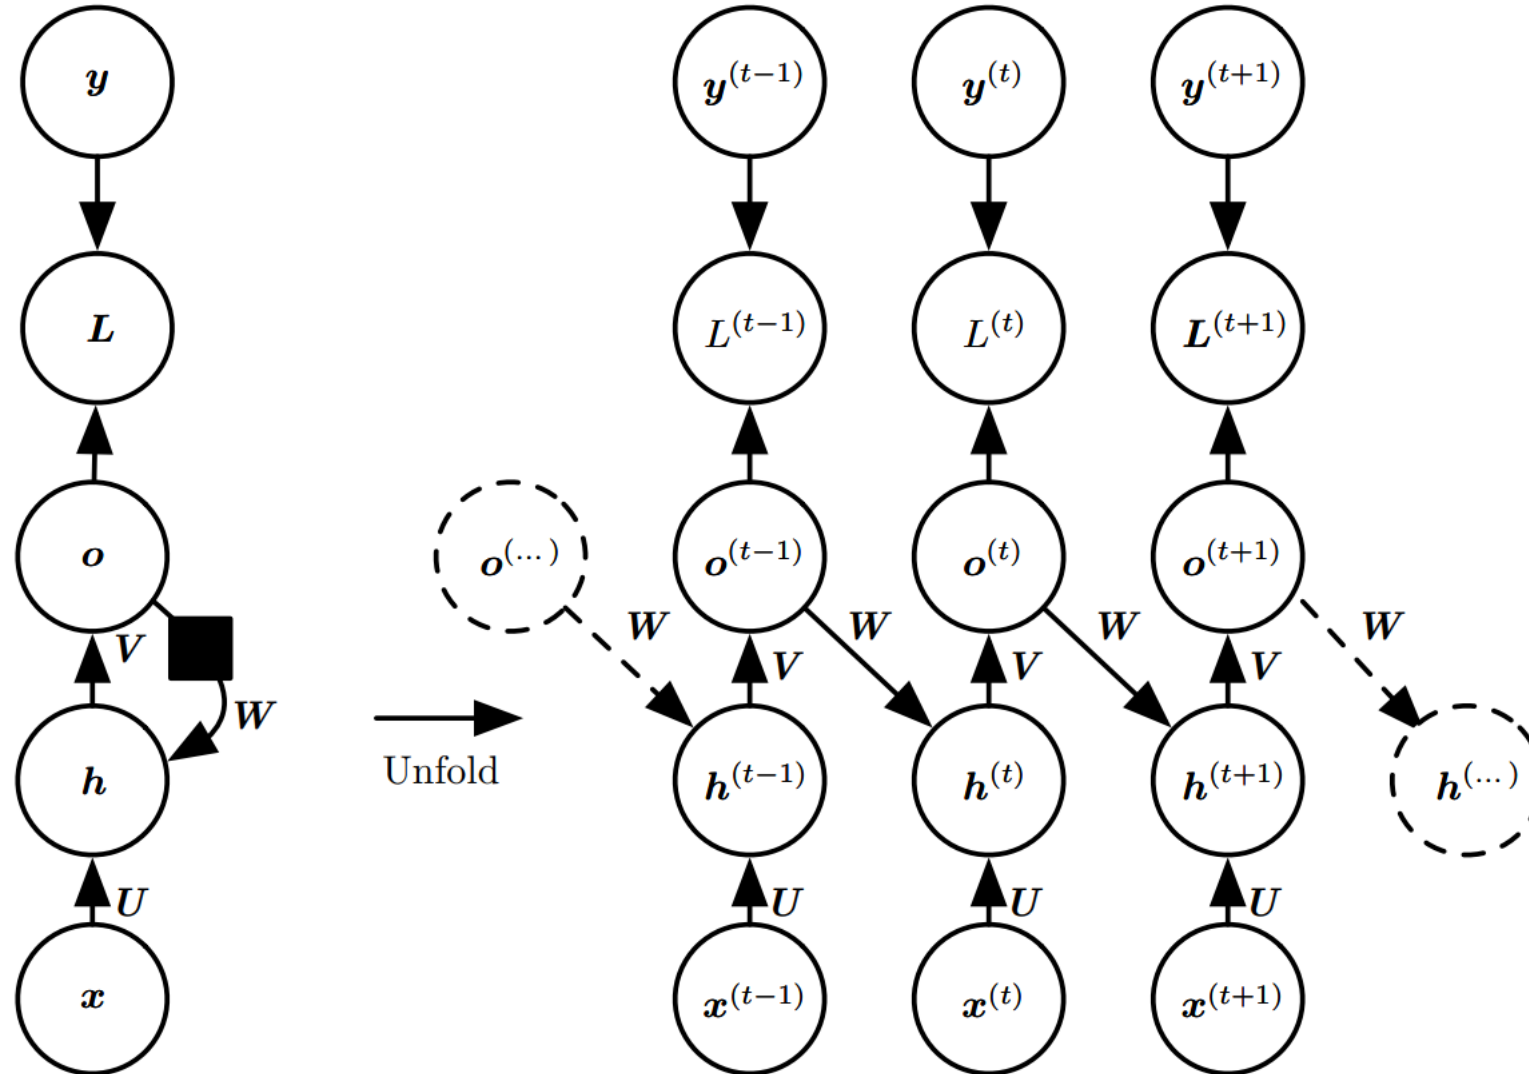 y y^(t−1) y^(t) y^(t+1)
L L^(t−1) L^(t) L^(t+1)
o o^(...) o^(t−1) o^(t) o^(t+1)
W W W W
V V V V
W
Unfold
h h^(t−1) h^(t) h^(t+1) h^(...)
U U U U
x x^(t−1) x^(t) x^(t+1)